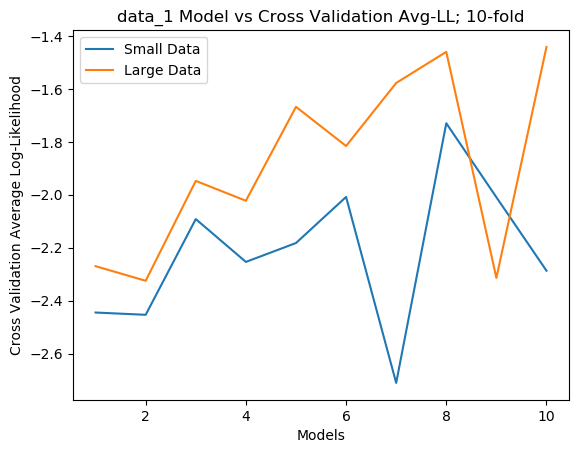 data_1 Model vs Cross Validation Avg-LL; 10-fold
Small Data
Large Data
Cross Validation Average Log-Likelihood
−1.4
−1.6
−1.8
−2.0
−2.2
−2.4
−2.6
2 4 6 8 10
Models